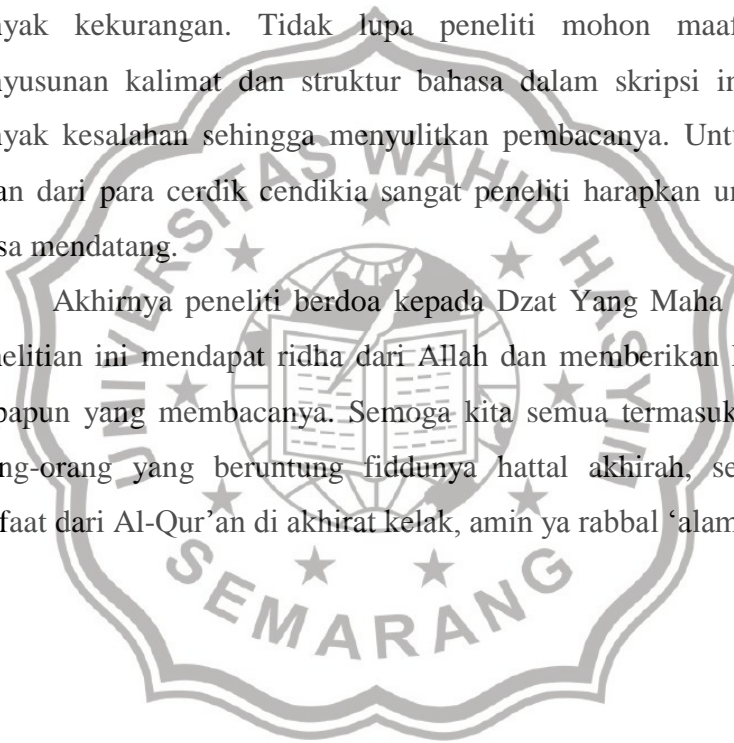 nyak kekurangan. Tidak lupa peneliti mohon maaf
nyusunan kalimat dan struktur bahasa dalam skripsi in
nyak kesalahan sehingga menyulitkan pembacanya. Unt
an dari para cerdik cendikia sangat peneliti harapkan u
sa mendatang.
Akhirnya peneliti berdoa kepada Dzat Yang Maha
nelitian ini mendapat ridha dari Allah dan memberikan
papun yang membacanya. Semoga kita semua termasuk
ng-orang yang beruntung fiddunya hattal akhirah, se
faat dari Al-Qur’an di akhirat kelak, amin ya rabbal ‘alam
UNIVERSITAS WAHID HASYIM
SEMARANG